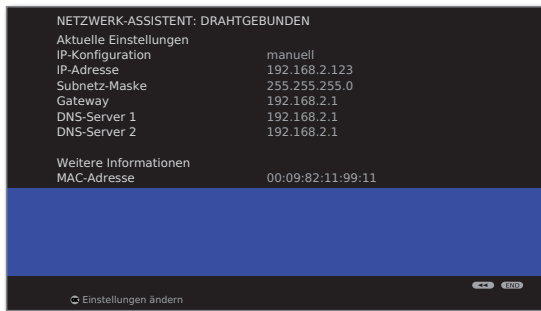 NETZWERK-ASSISTENT: DRAHTGEBUNDEN
Aktuelle Einstellungen
IP-Konfiguration manuell
IP-Adresse 192.168.2.123
Subnetz-Maske 255.255.255.0
Gateway 192.168.2.1
DNS-Server 1 192.168.2.1
DNS-Server 2 192.168.2.1
Weitere Informationen
MAC-Adresse 00:09:82:11:99:11
END
OK Einstellungen ändern